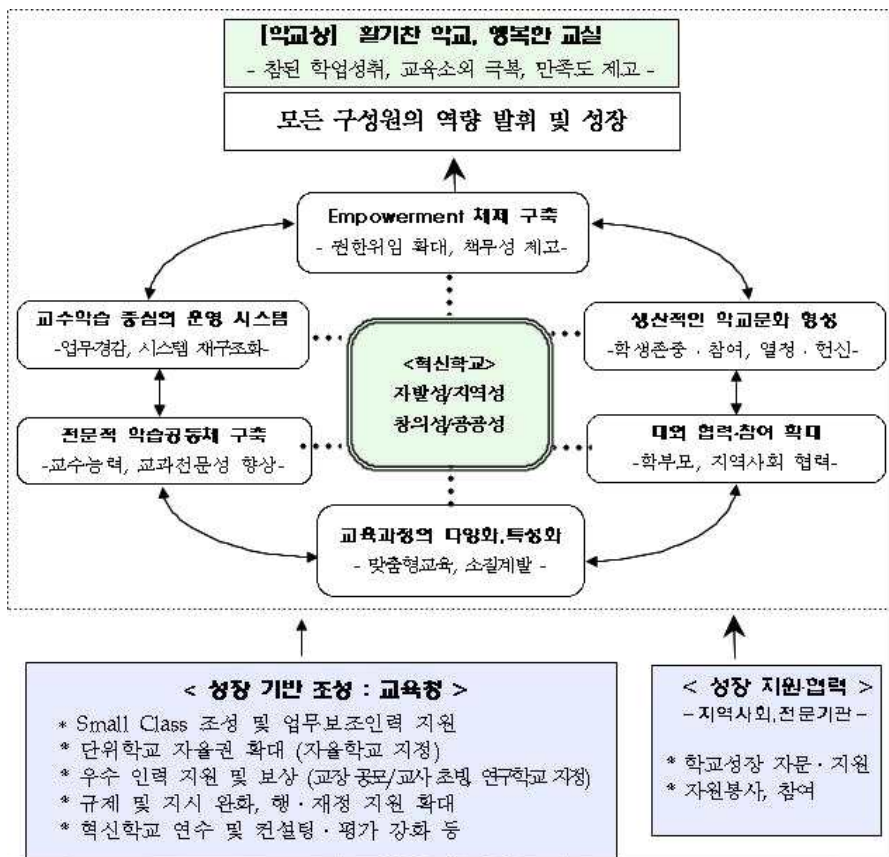 [학교상] 활기찬 학교, 행복한 교실
- 참된 학업성취, 교육소외 극복, 만족도 제고 -
모든 구성원의 역량 발휘 및 성장
Empowerment 체제 구축
- 권한위임 확대, 책무성 제고-
교수학습 중심의 운영 시스템
-업무경감, 시스템 재구조화-
생산적인 학교문화 형성
-학생존중·참여, 열정·헌신-
<혁신학교>
자발성/지역성
창의성/공공성
전문적 학습공동체 구축
-교수능력, 교과전문성 향상-
대외 협력·참여 확대
-학부모, 지역사회 협력-
교육과정의 다양화,특성화
- 맞춤형교육, 소질계발 -
< 성장 기반 조성 : 교육청 >
* Small Class 조성 및 업무보조인력 지원
* 단위학교 자율권 확대 (자율학교 지정)
* 우수 인력 지원 및 보상 (교장 공모/교사 초빙, 연구학교 지정)
* 규제 및 지시 완화, 행·재정 지원 확대
* 혁신학교 연수 및 컨설팅·평가 강화 등
< 성장 지원·협력 >
-지역사회,전문기관-
* 학교성장 자문·지원
* 자원봉사, 참여